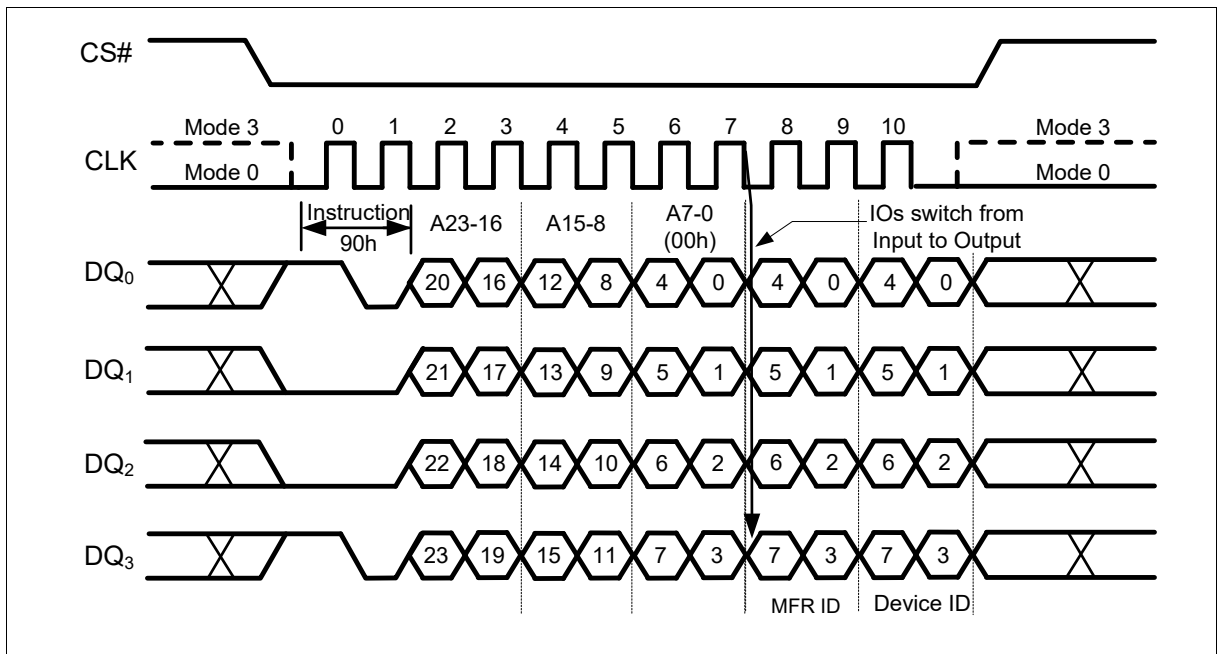 CS#
Mode 3 0 1 2 3 4 5 6 7 8 9 10 Mode 3
CLK
Mode 0 Mode 0
Instruction A23-16 A15-8 A7-0 IOs switch from
90h (00h) Input to Output
DQ0 20 16 12 8 4 0 4 0 4 0
DQ1 21 17 13 9 5 1 5 1 5 1
DQ2 22 18 14 10 6 2 6 2 6 2
DQ3 23 19 15 11 7 3 7 3 7 3
MFR ID Device ID